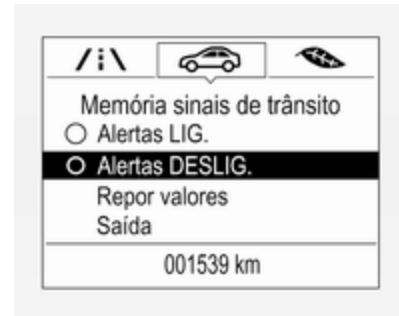 Memória sinais de trânsito
Alertas LIG.
Alertas DESLIG.
Repor valores
Saída
001539 km